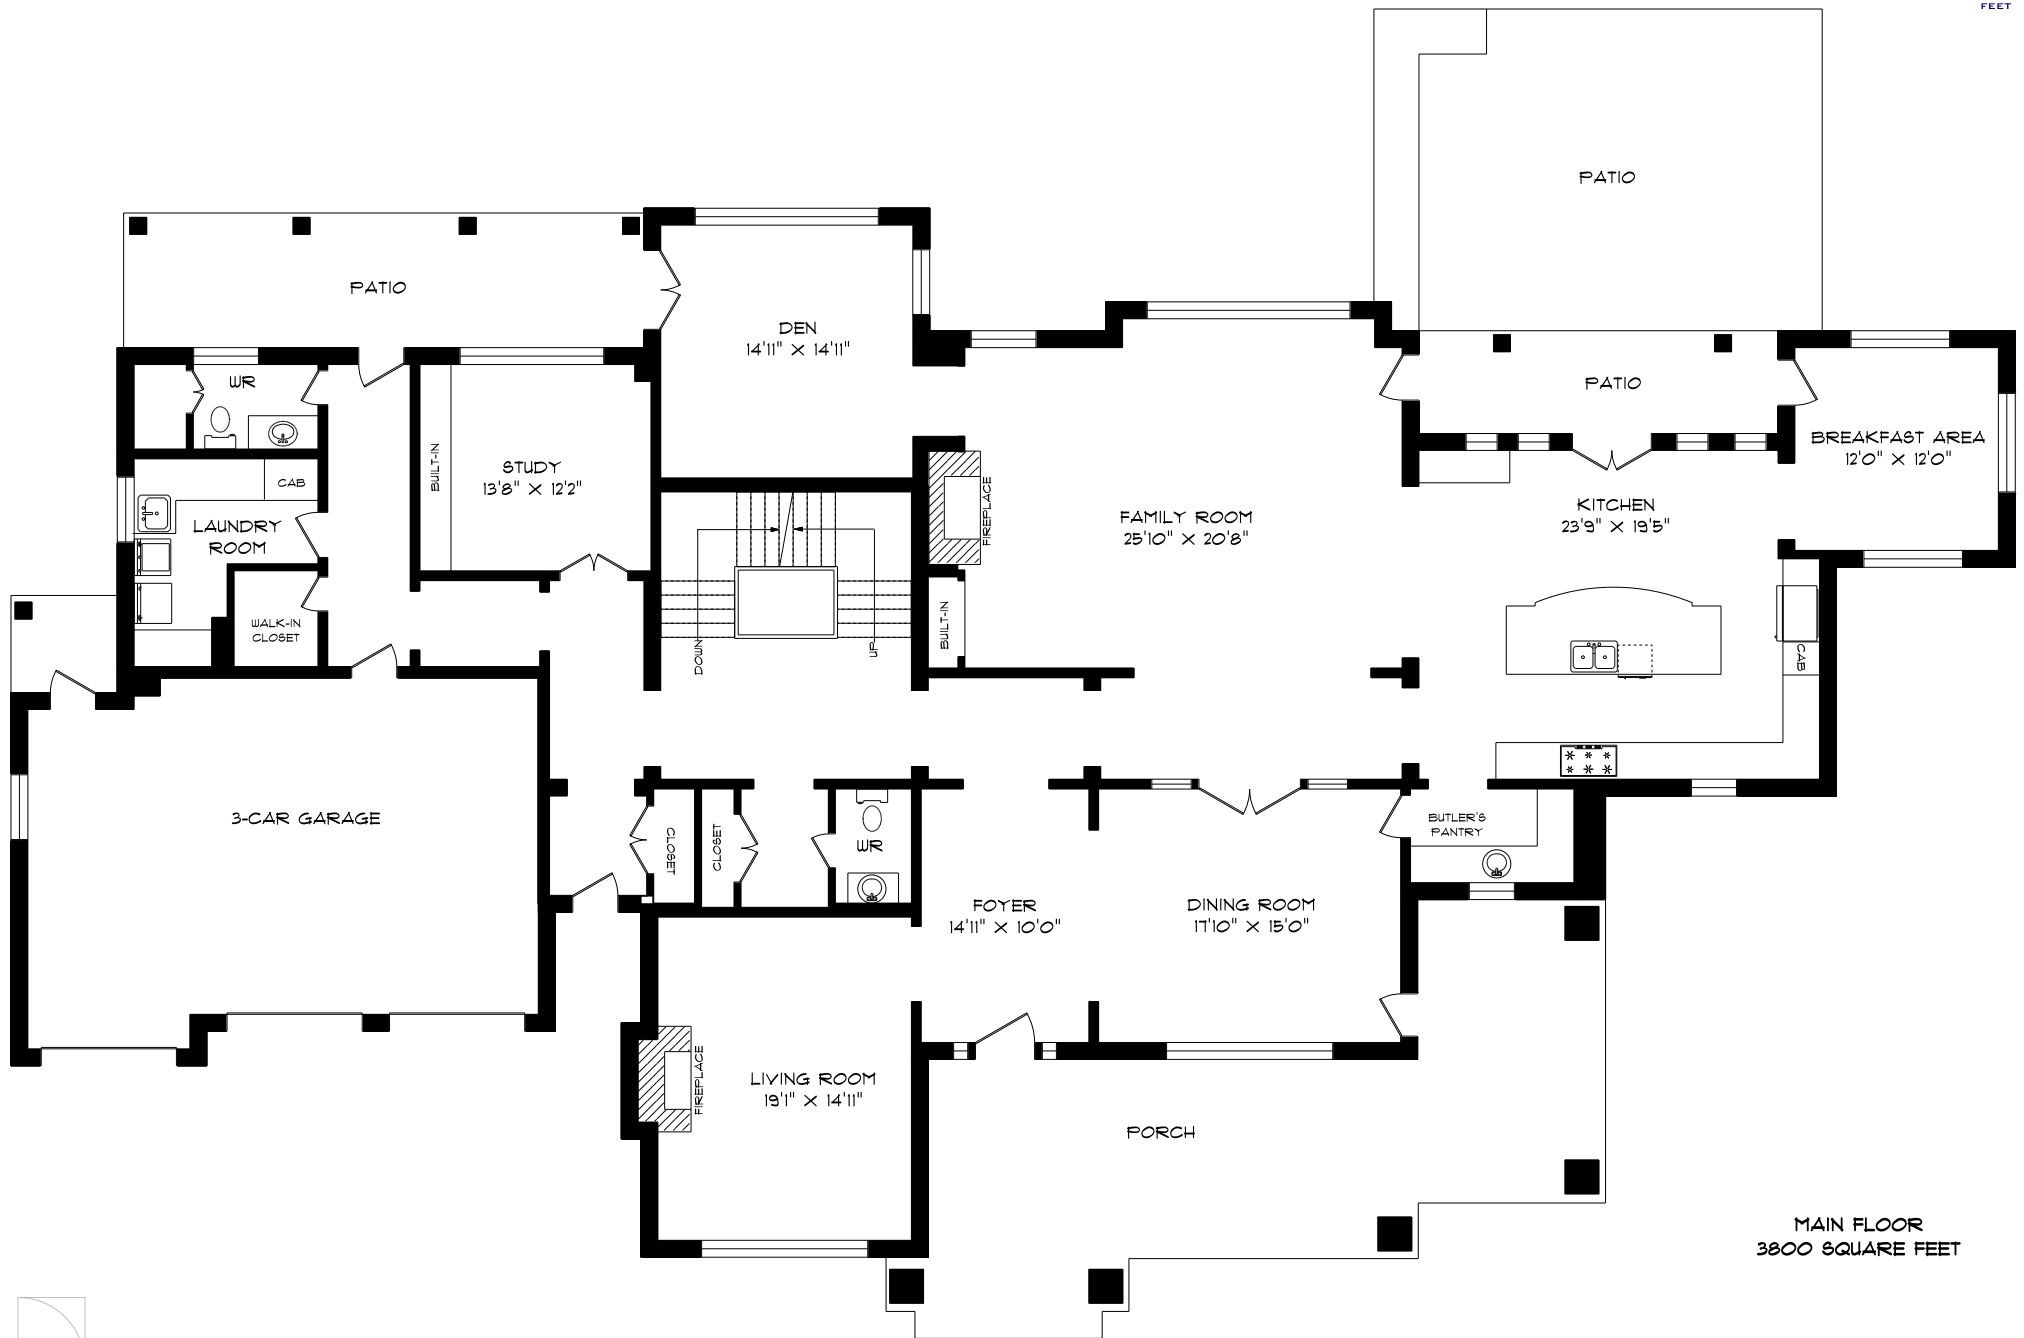 FEET
PATIO
PATIO
DEN
14'11" X 14'11"
WR
PATIO
BREAKFAST AREA
12'0" X 12'0"
BUILT-IN
STUDY
13'8" X 12'2"
CAB
LAUNDRY
ROOM
FIREPLACE
FAMILY ROOM
25'10" X 20'8"
KITCHEN
23'9" X 19'5"
WALK-IN
CLOSET
DOWN
UP
BUILT-IN
CAB
3-CAR GARAGE
CLOSET
CLOSET
WR
BUTLER'S
PANTRY
FOYER
14'11" X 10'0"
DINING ROOM
17'10" X 15'0"
FIREPLACE
LIVING ROOM
19'1" X 14'11"
PORCH
MAIN FLOOR
3800 SQUARE FEET